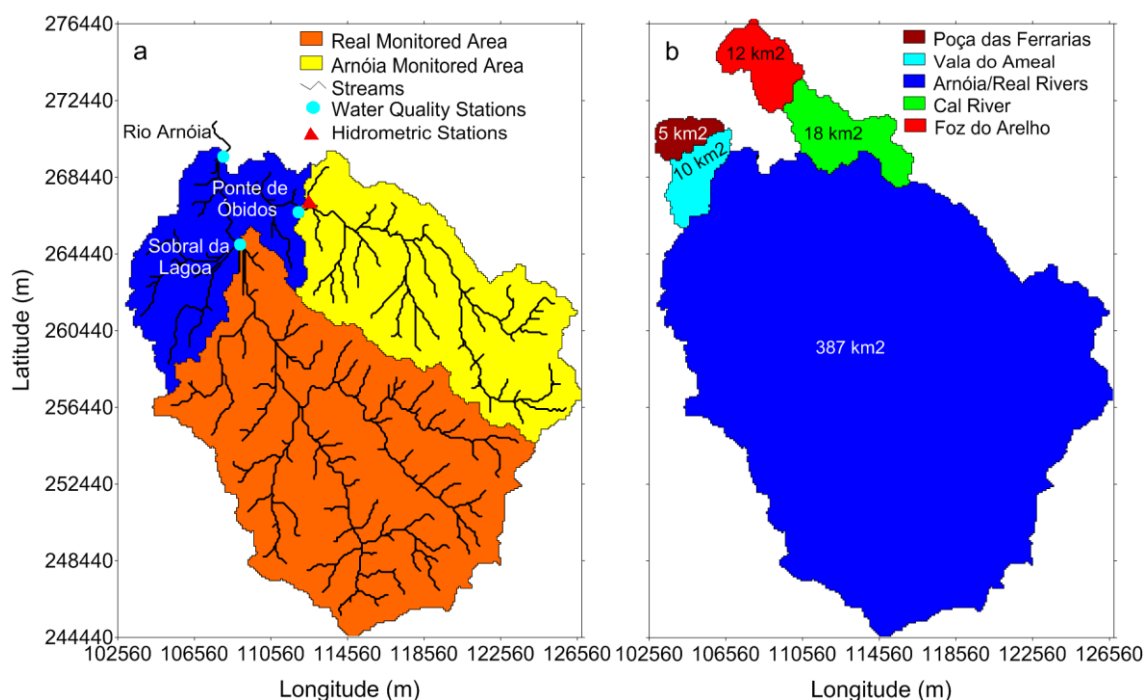 a
Real Monitored Area
Arnóia Monitored Area
Streams
Water Quality Stations
Hidrometric Stations
Rio Arnóia
Ponte de
Óbidos
Sobral da
Lagoa
276440
272440
268440
264440
260440
256440
252440
248440
244440
Latitude (m)
102560 106560 110560 114560 118560 122560 126560
Longitude (m)
b
Poça das Ferrarias
Vala do Ameal
Arnóia/Real Rivers
Cal River
Foz do Arelho
12 km2
18 km2
5 km2
10 km2
387 km2
102560 106560 110560 114560 118560 122560 126560
Longitude (m)